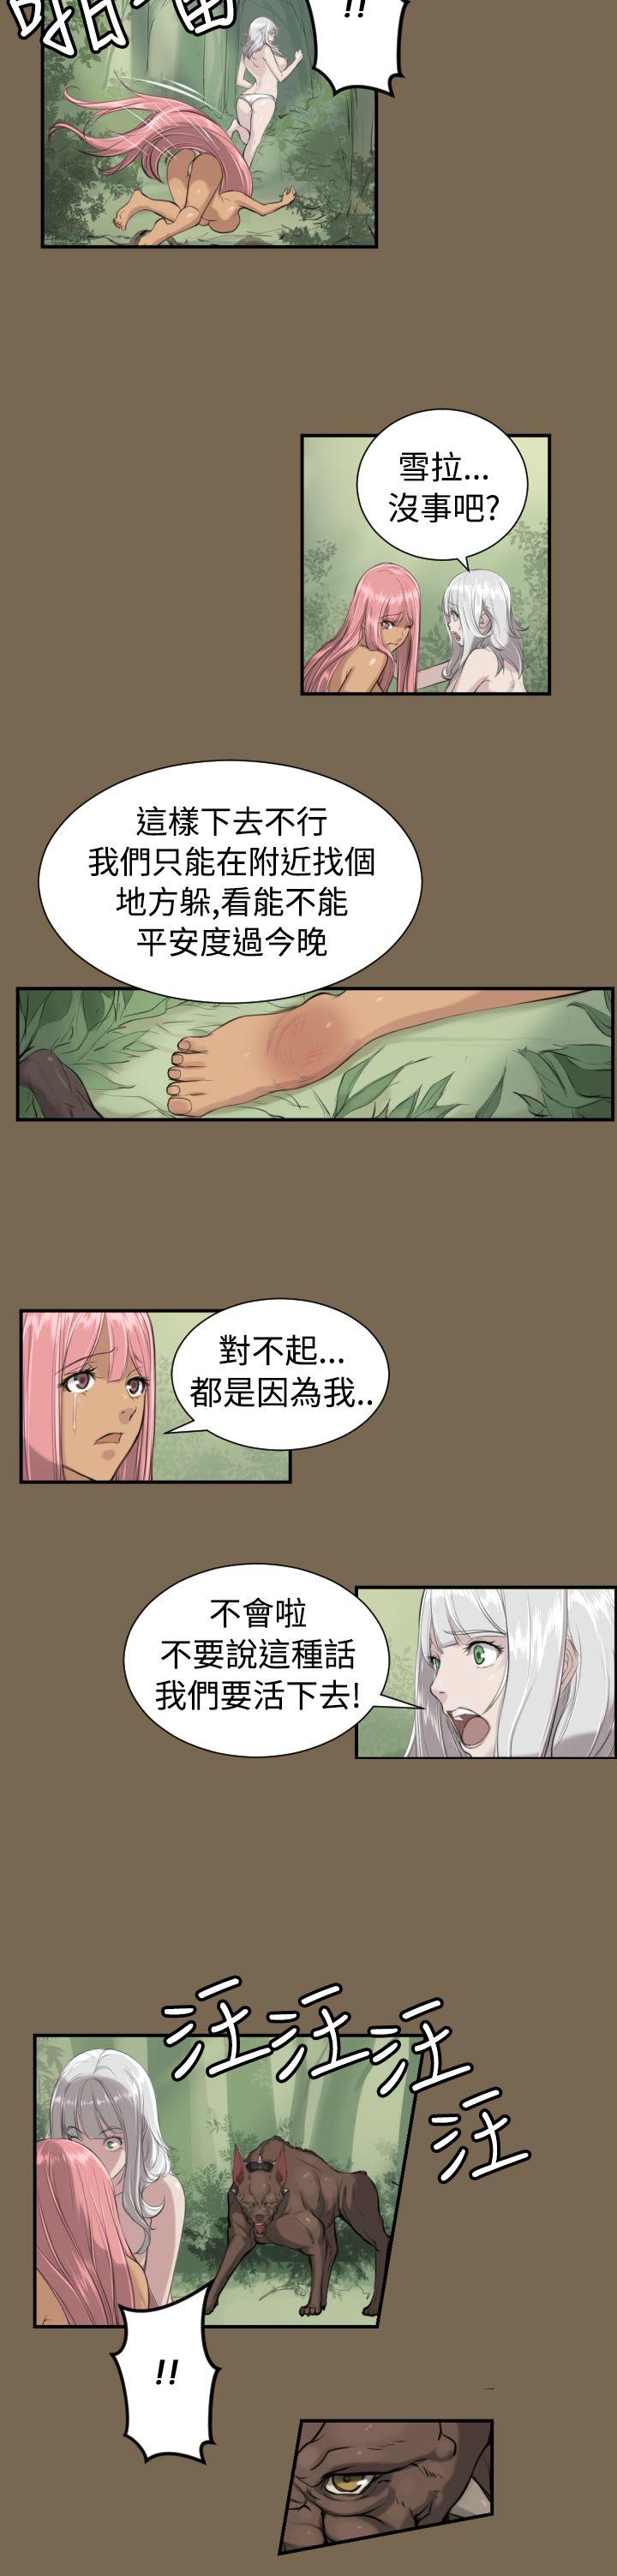 !!
雪拉...
沒事吧?
這樣下去不行
我們只能在附近找個
地方躲,看能不能
平安度過今晚
對不起...
都是因為我..
不會啦
不要說這種話
我們要活下去!
汪汪汪
汪
!!